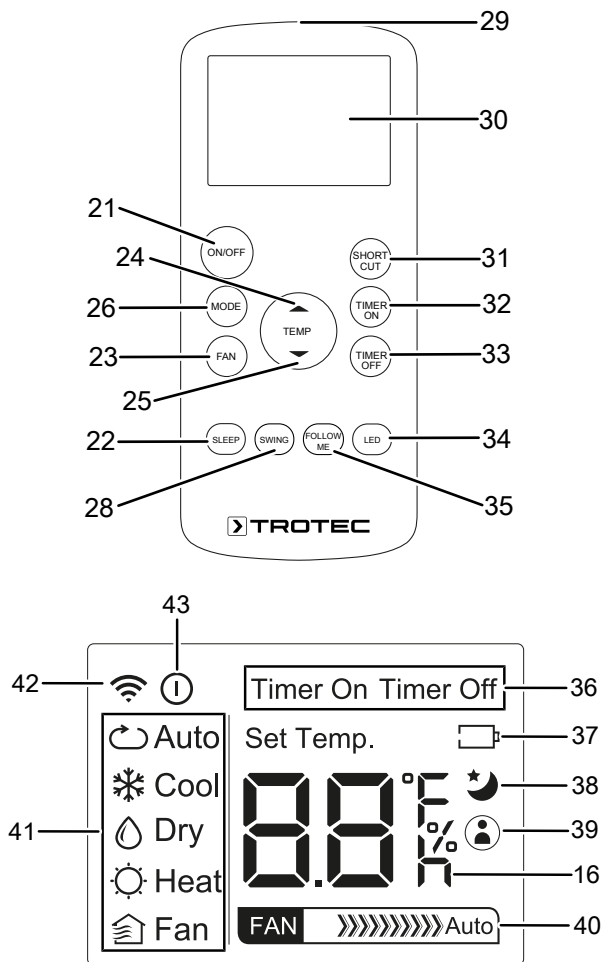 29
30
21
ON/OFF
24
SHORT
CUT
31
26
MODE
TEMP
TIMER
ON
32
23
FAN
TIMER
OFF
33
25
22
SLEEP
SWING
FOLLOW
ME
LED
34
28
35
TROTEC
43
42
Timer On Timer Off
36
Auto
Set Temp.
37
Cool
88
°F
38
41
Dry
%
39
Heat
h
16
Fan
FAN
Auto
40